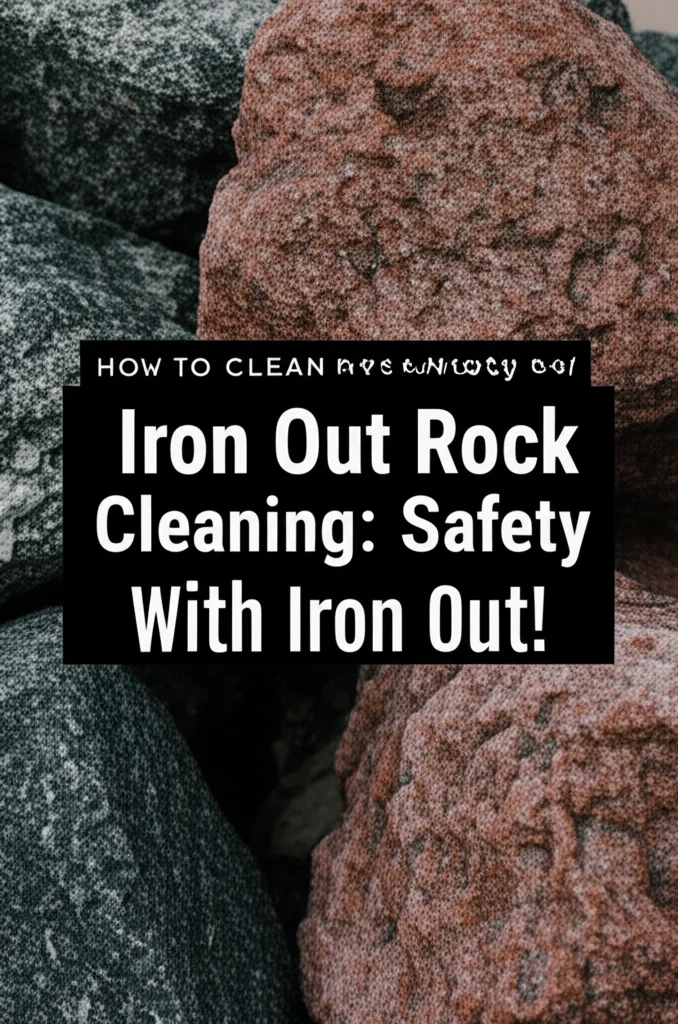 HOW TO CLEAN
Iron Out Rock
Cleaning: Safety
With Iron Out!